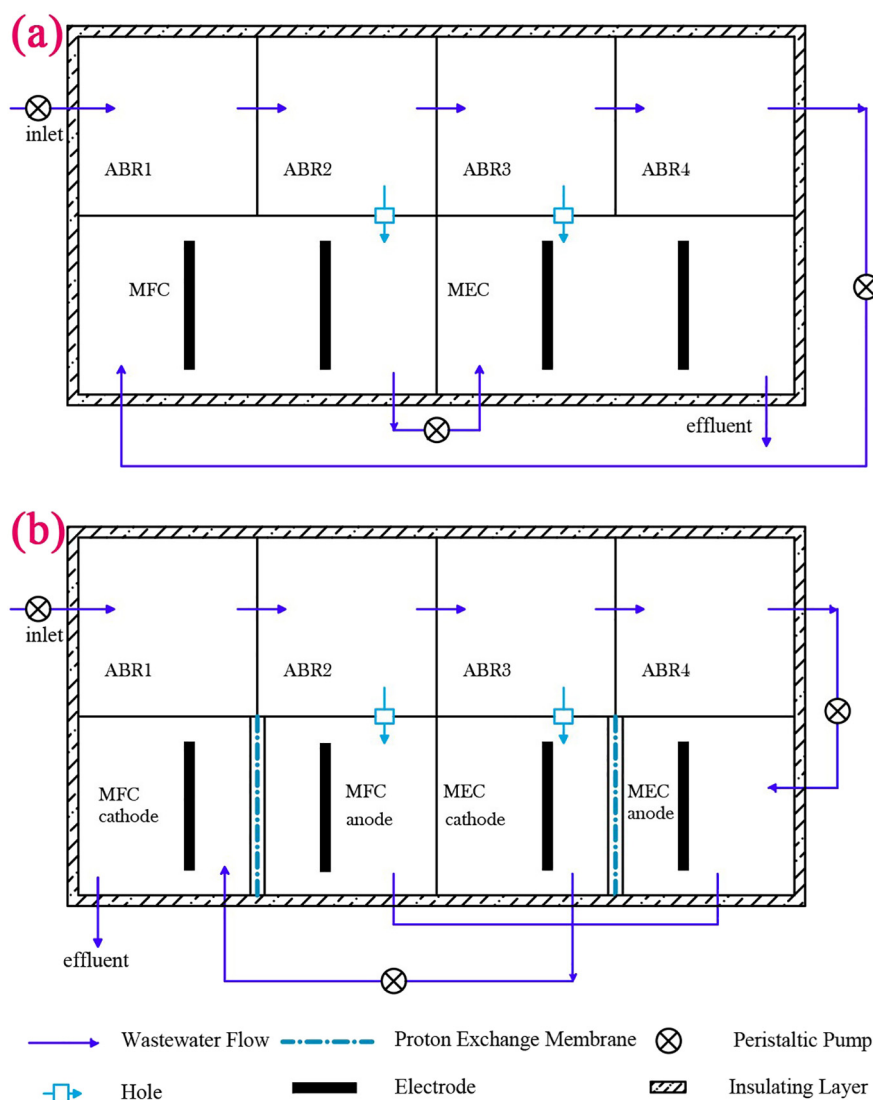 (a)
inlet
ABR1
ABR2
ABR3
ABR4
MFC
MEC
effluent
(b)
inlet
ABR1
ABR2
ABR3
ABR4
MFC
cathode
MFC
anode
MEC
cathode
MEC
anode
effluent
Wastewater Flow
Proton Exchange Membrane
Peristaltic Pump
Hole
Electrode
Insulating Layer